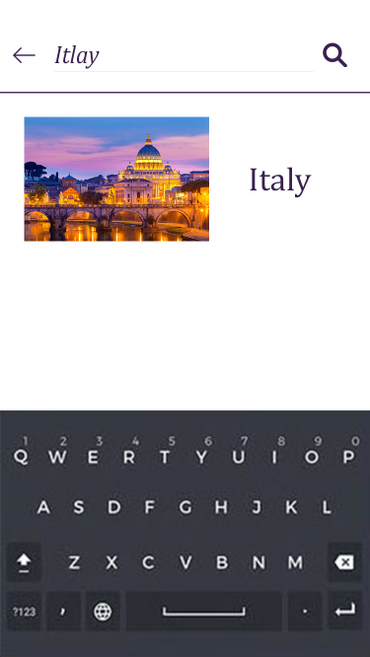 Itlay
Italy
1 2 3 4 5 6 7 8 9 0
Q W E R T Y U I O P
A S D F G H J K L
Z X C V B N M
?123 , .